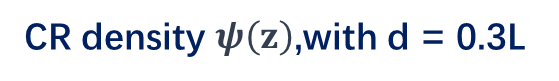 CR density ψ(z),with d = 0.3L